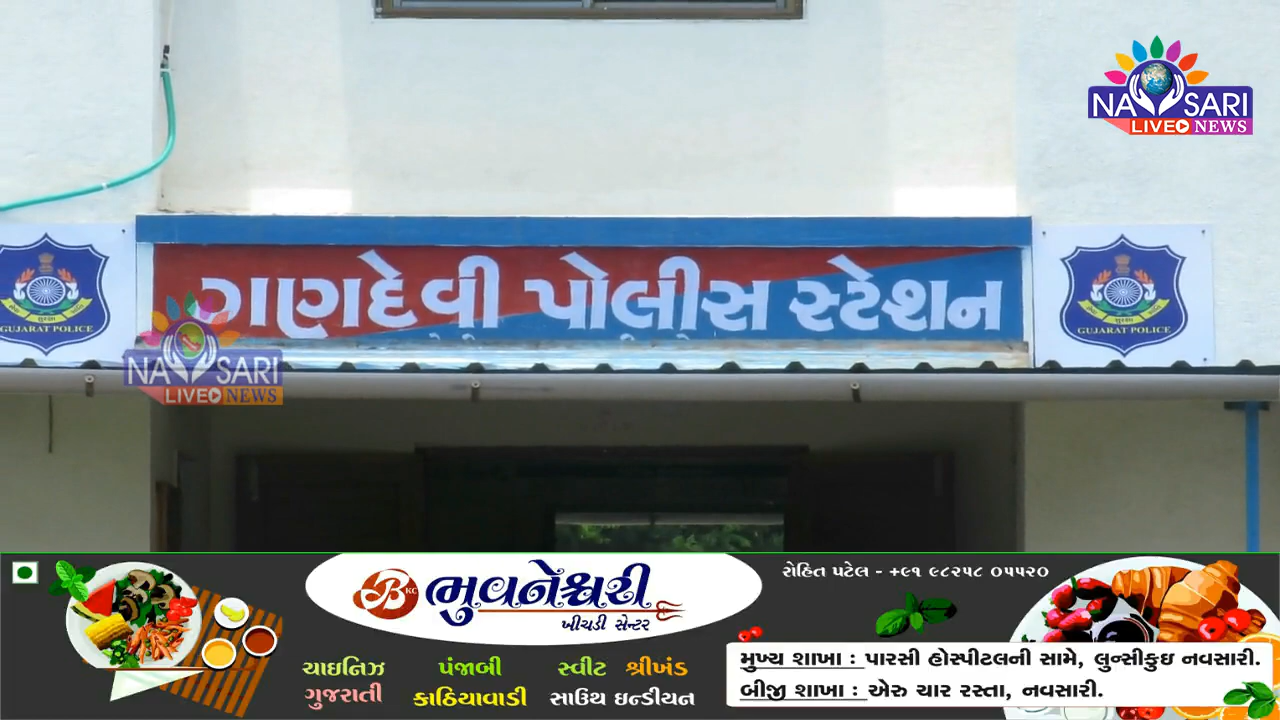 NAVSARI
LIVE NEWS
ગણદેવી પોલીસ સ્ટેશન
GUJARAT POLICE
GUJARAT POLICE
NAVSARI
LIVE NEWS
KC
ભુવનેશ્વરી
ખીચડી સેન્ટર
રોહિત પટેલ - +૯૧ ૯૮૨૫૮ ૦૫૫૨૦
ચાઇનિઝ પંજાબી સ્વીટ શ્રીખંડ
ગુજરાતી કાઠિયાવાડી સાઉથ ઇન્ડીયન
મુખ્ય શાખા : પારસી હોસ્પીટલની સામે, લુન્સીકુઇ નવસારી.
બીજી શાખા : એરુ ચાર રસ્તા, નવસારી.